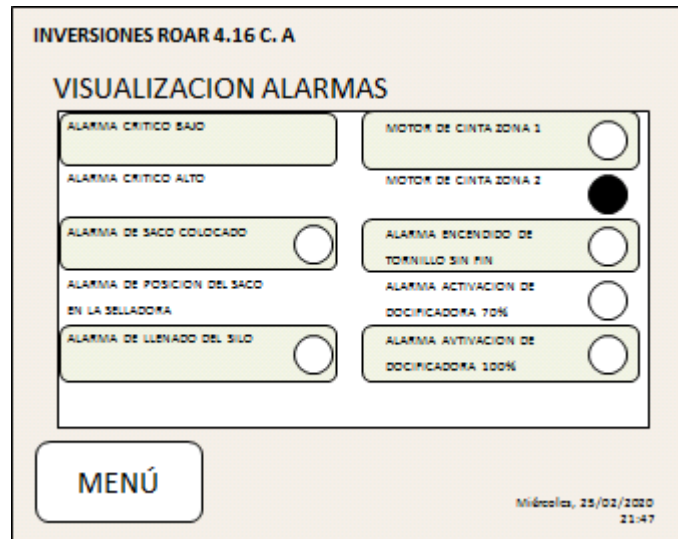 INVERSIONES ROAR 4.16 C. A
VISUALIZACION ALARMAS
ALARMA CRITICO BAJO
ALARMA CRITICO ALTO
ALARMA DE SACO COLOCADO
ALARMA DE POSICION DEL SACO
EN LA SELLADORA
ALARMA DE LLENADO DEL SILO
MOTOR DE CINTA ZONA 1
MOTOR DE CINTA ZONA 2
ALARMA ENCENDIDO DE
TORNILLO SIN FIN
ALARMA ACTIVACION DE
DOCIFICADORA 70%
ALARMA AVTIVACION DE
DOCIFICADORA 100%
MENÚ
Miércoles, 25/02/2020
21:47